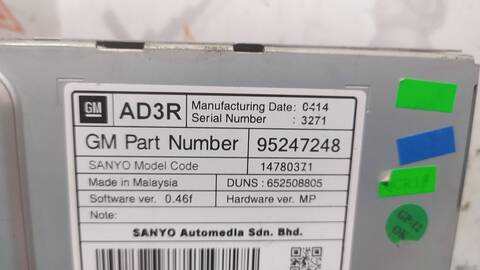 GM
AD3R
Manufacturing Date: 0414
Serial Number : 3271
GM Part Number 95247248
SANYO Model Code 14780371
Made in Malaysia DUNS : 652508805
Software ver. 0.46f Hardware ver. MP
Note:
SANYO Automedia Sdn. Bhd.
OK